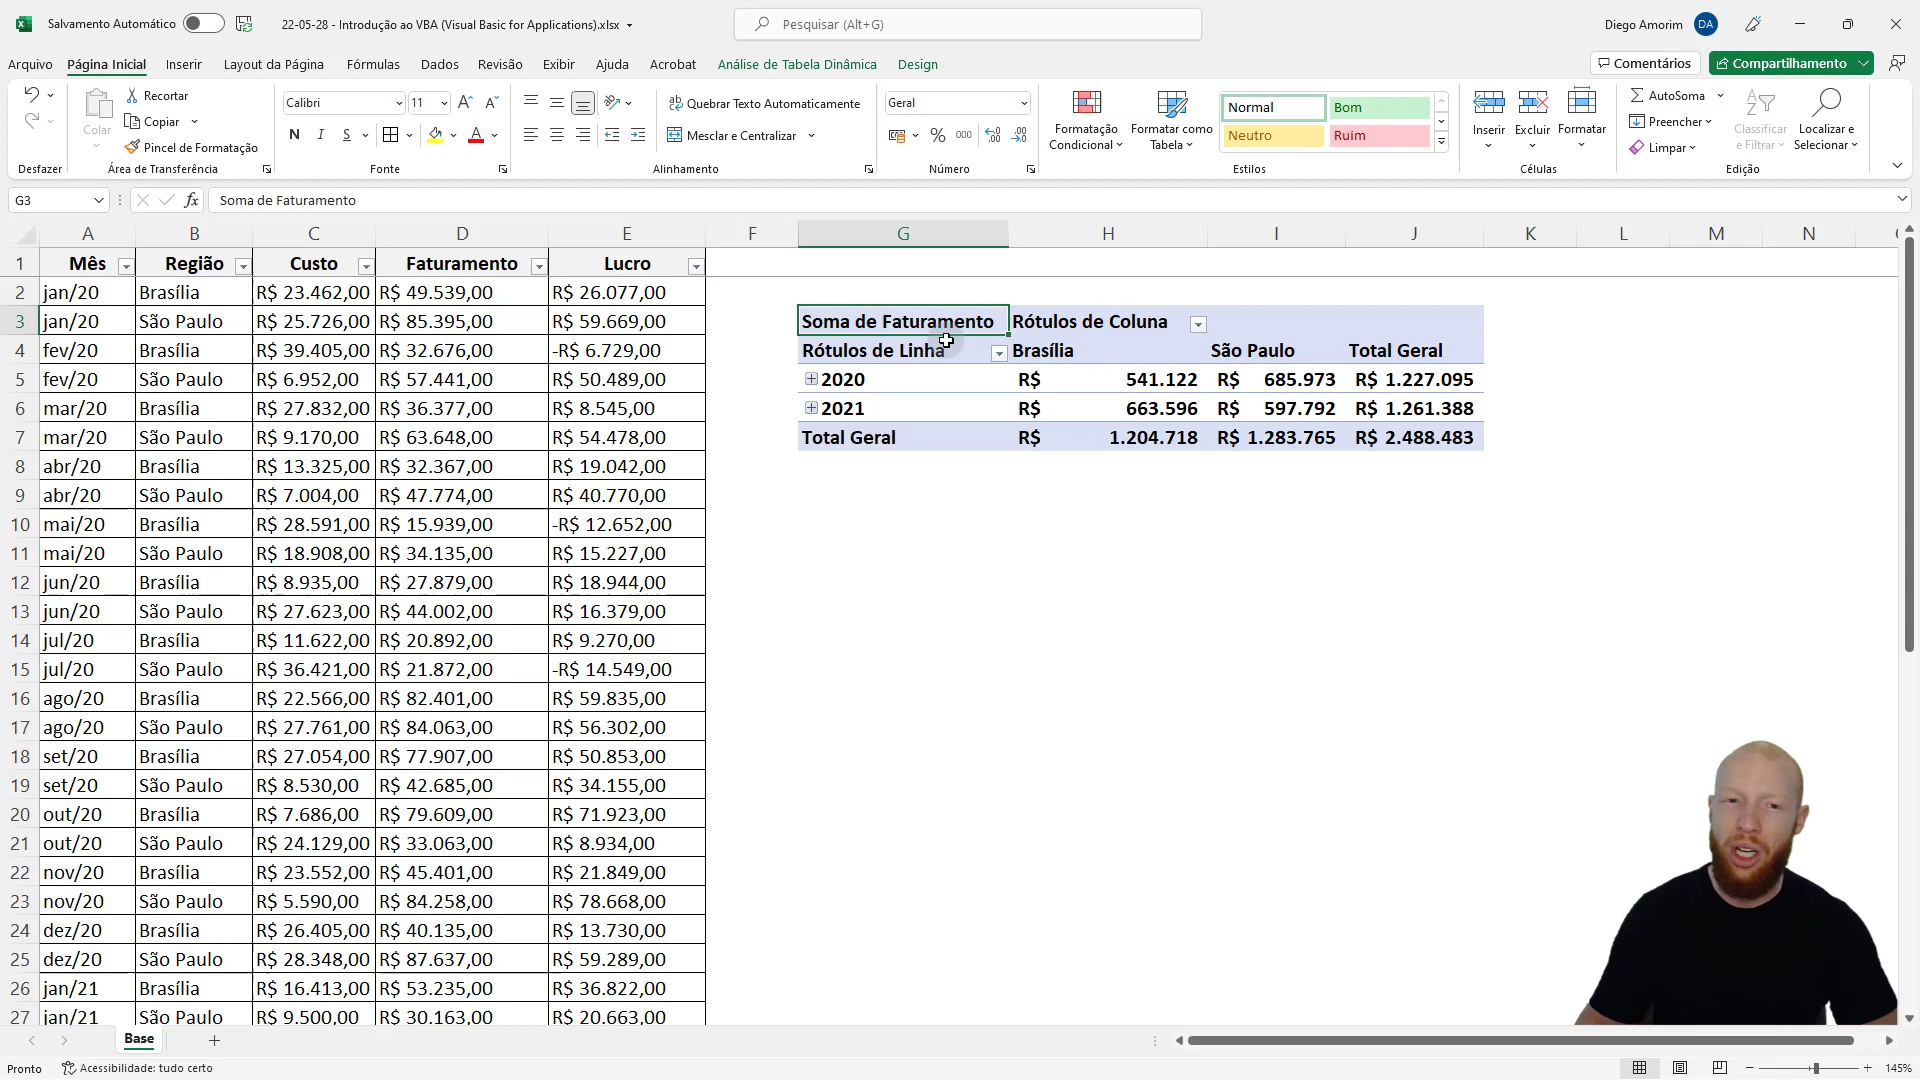 Salvamento Automático
22-05-28 - Introdução ao VBA (Visual Basic for Applications).xlsx
Pesquisar (Alt+G)
Diego Amorim
DA
Arquivo Página Inicial Inserir Layout da Página Fórmulas Dados Revisão Exibir Ajuda Acrobat Análise de Tabela Dinâmica Design
Comentários
Compartilhamento
Colar
Recortar
Copiar
Pincel de Formatação
Calibri 11
N I S
Quebrar Texto Automaticamente
Mesclar e Centralizar
Geral
% 000
Formatação Condicional
Formatar como Tabela
Normal Bom
Neutro Ruim
Inserir Excluir Formatar
AutoSoma
Preencher
Limpar
Classificar e Filtrar
Localizar e Selecionar
Desfazer Área de Transferência Fonte Alinhamento Número Estilos Células Edição
G3 fx Soma de Faturamento
A B C D E F G H I J K L M N
1 Mês Região Custo Faturamento Lucro
2 jan/20 Brasília R$ 23.462,00 R$ 49.539,00 R$ 26.077,00
3 jan/20 São Paulo R$ 25.726,00 R$ 85.395,00 R$ 59.669,00 Soma de Faturamento Rótulos de Coluna
4 fev/20 Brasília R$ 39.405,00 R$ 32.676,00 -R$ 6.729,00 Rótulos de Linha Brasília São Paulo Total Geral
5 fev/20 São Paulo R$ 6.952,00 R$ 57.441,00 R$ 50.489,00 2020 R$ 541.122 R$ 685.973 R$ 1.227.095
6 mar/20 Brasília R$ 27.832,00 R$ 36.377,00 R$ 8.545,00 2021 R$ 663.596 R$ 597.792 R$ 1.261.388
7 mar/20 São Paulo R$ 9.170,00 R$ 63.648,00 R$ 54.478,00 Total Geral R$ 1.204.718 R$ 1.283.765 R$ 2.488.483
8 abr/20 Brasília R$ 13.325,00 R$ 32.367,00 R$ 19.042,00
9 abr/20 São Paulo R$ 7.004,00 R$ 47.774,00 R$ 40.770,00
10 mai/20 Brasília R$ 28.591,00 R$ 15.939,00 -R$ 12.652,00
11 mai/20 São Paulo R$ 18.908,00 R$ 34.135,00 R$ 15.227,00
12 jun/20 Brasília R$ 8.935,00 R$ 27.879,00 R$ 18.944,00
13 jun/20 São Paulo R$ 27.623,00 R$ 44.002,00 R$ 16.379,00
14 jul/20 Brasília R$ 11.622,00 R$ 20.892,00 R$ 9.270,00
15 jul/20 São Paulo R$ 36.421,00 R$ 21.872,00 -R$ 14.549,00
16 ago/20 Brasília R$ 22.566,00 R$ 82.401,00 R$ 59.835,00
17 ago/20 São Paulo R$ 27.761,00 R$ 84.063,00 R$ 56.302,00
18 set/20 Brasília R$ 27.054,00 R$ 77.907,00 R$ 50.853,00
19 set/20 São Paulo R$ 8.530,00 R$ 42.685,00 R$ 34.155,00
20 out/20 Brasília R$ 7.686,00 R$ 79.609,00 R$ 71.923,00
21 out/20 São Paulo R$ 24.129,00 R$ 33.063,00 R$ 8.934,00
22 nov/20 Brasília R$ 23.552,00 R$ 45.401,00 R$ 21.849,00
23 nov/20 São Paulo R$ 5.590,00 R$ 84.258,00 R$ 78.668,00
24 dez/20 Brasília R$ 26.405,00 R$ 40.135,00 R$ 13.730,00
25 dez/20 São Paulo R$ 28.348,00 R$ 87.637,00 R$ 59.289,00
26 jan/21 Brasília R$ 16.413,00 R$ 53.235,00 R$ 36.822,00
27 jan/21 São Paulo R$ 9.500,00 R$ 30.163,00 R$ 20.663,00
Base
Pronto Acessibilidade: tudo certo 145%